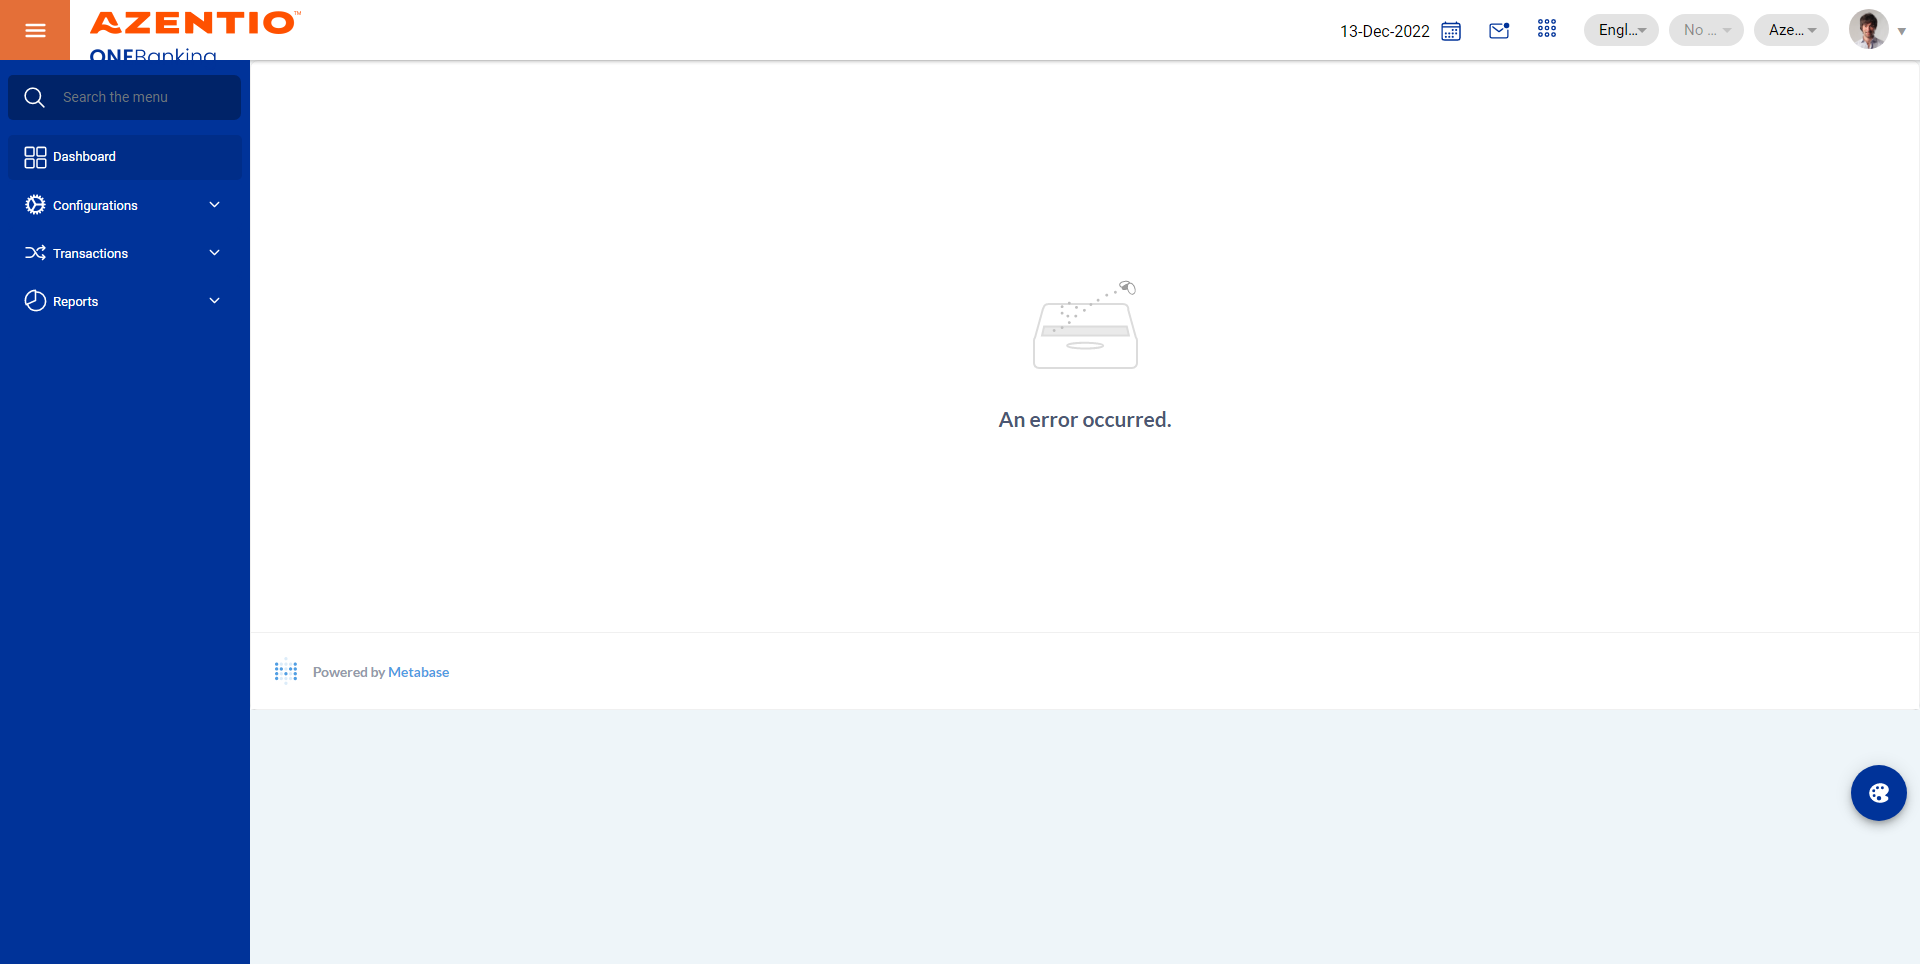 AZENTIO™
ONEBanking
13-Dec-2022
Engl...
No ...
Aze...
Search the menu
Dashboard
Configurations
Transactions
Reports
An error occurred.
Powered by Metabase